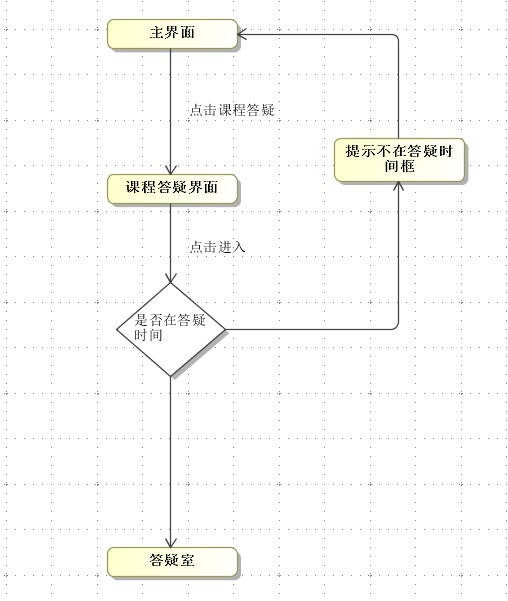 主界面
点击课程答疑
提示不在答疑时
间框
课程答疑界面
点击进入
是否在答疑
时间
答疑室